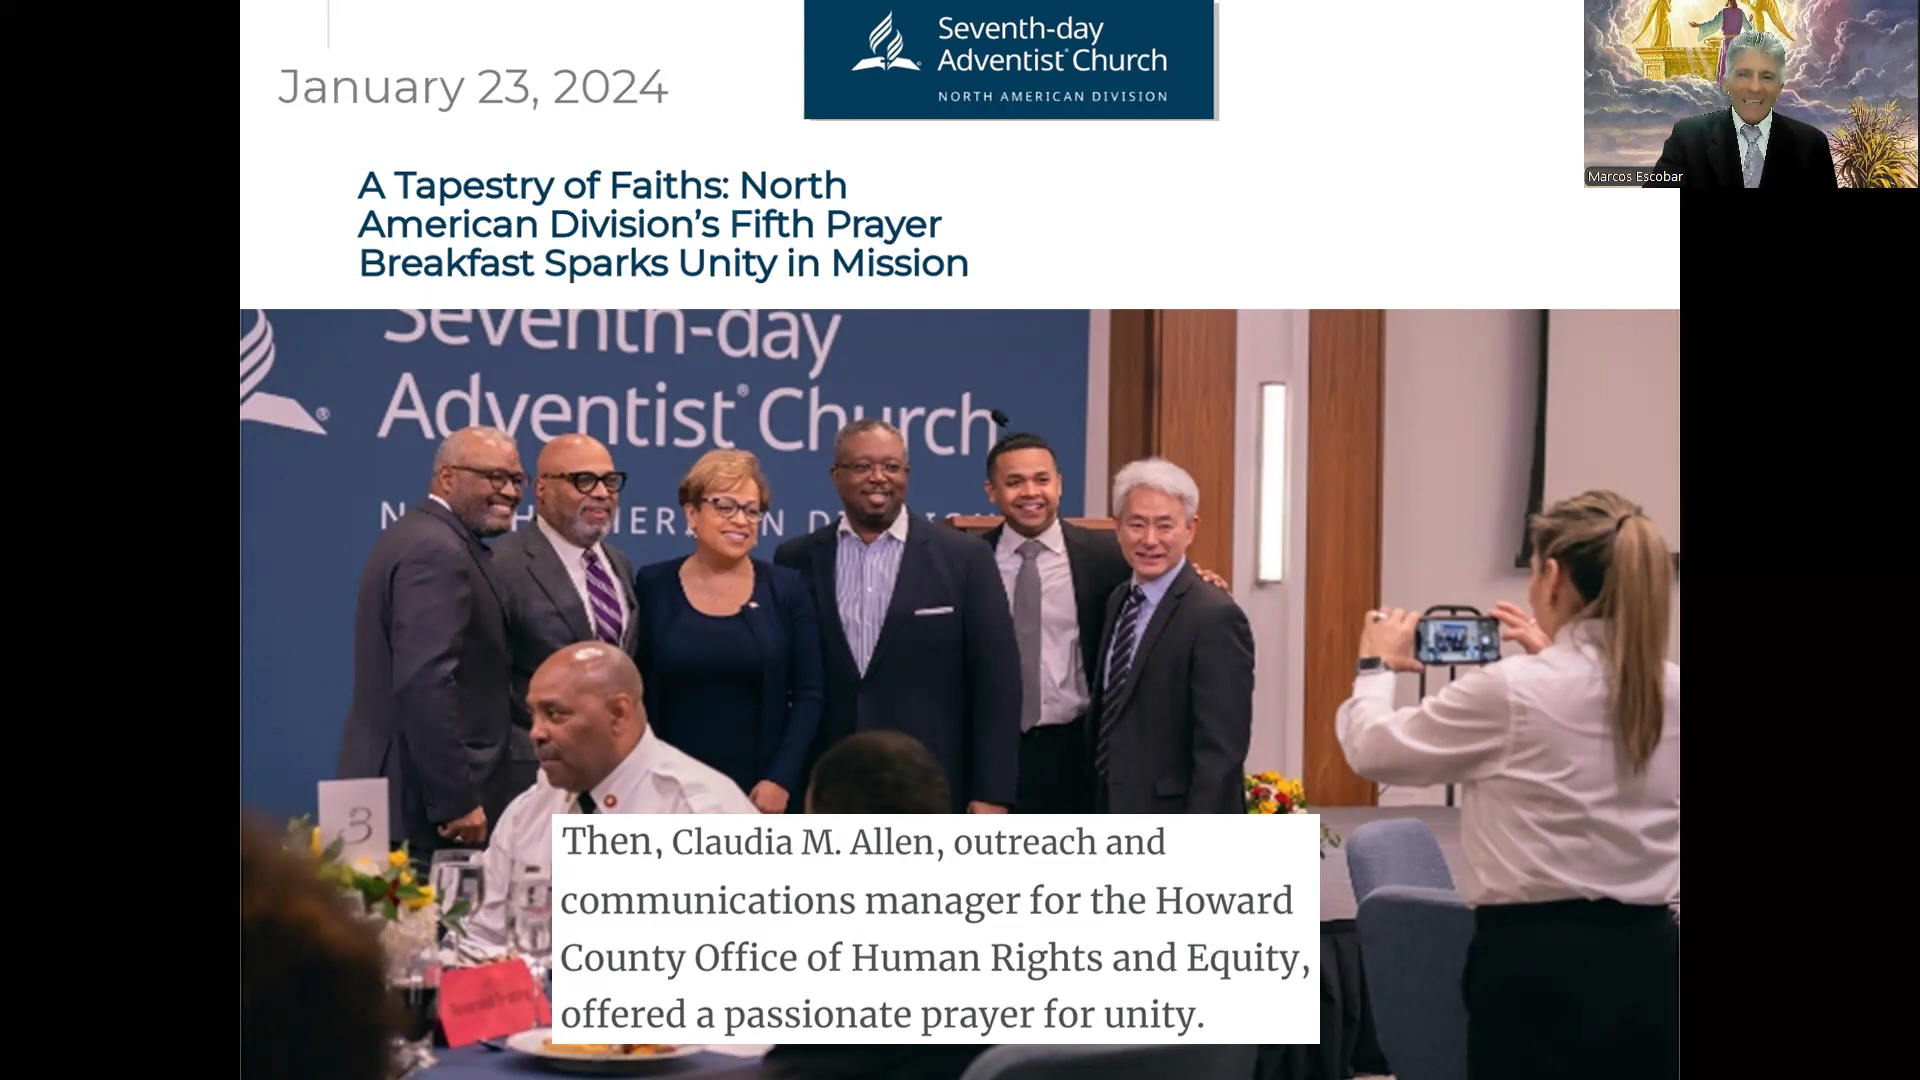 January 23, 2024
Seventh-day
Adventist® Church
NORTH AMERICAN DIVISION
Marcos Escobar
A Tapestry of Faiths: North
American Division’s Fifth Prayer
Breakfast Sparks Unity in Mission
Seventh-day
Adventist® Church
3
Then, Claudia M. Allen, outreach and
communications manager for the Howard
County Office of Human Rights and Equity,
offered a passionate prayer for unity.